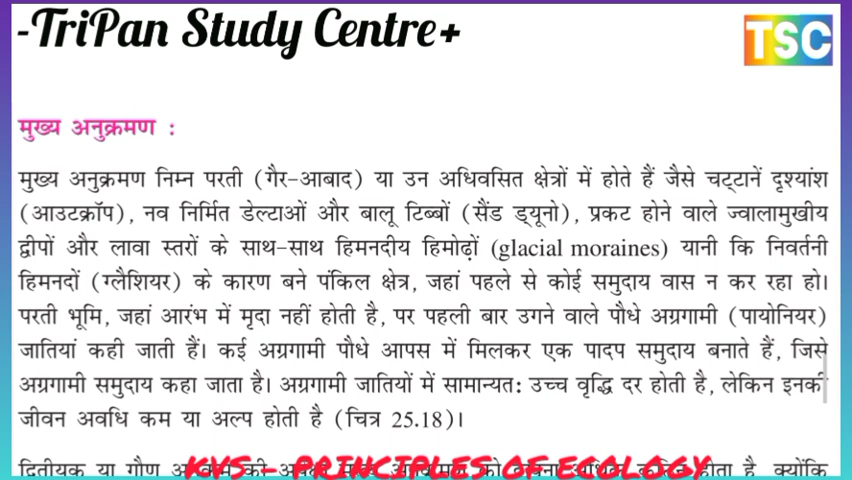 -TriPan Study Centre+
TSC
मुख्य अनुक्रमण :
मुख्य अनुक्रमण निम्न परती (गैर-आबाद) या उन अधिवसित क्षेत्रों में होते हैं जैसे चट्टानें दृश्यांश
(आउटक्रॉप), नव निर्मित डेल्टाओं और बालू टिब्बों (सैंड ड्यूनो), प्रकट होने वाले ज्वालामुखीय
द्वीपों और लावा स्तरों के साथ-साथ हिमनदीय हिमोढ़ों (glacial moraines) यानी कि निवर्तनी
हिमनदों (ग्लैशियर) के कारण बने पंकिल क्षेत्र, जहां पहले से कोई समुदाय वास न कर रहा हो।
परती भूमि, जहां आरंभ में मृदा नहीं होती है, पर पहली बार उगने वाले पौधे अग्रगामी (पायोनियर)
जातियां कही जाती हैं। कई अग्रगामी पौधे आपस में मिलकर एक पादप समुदाय बनाते हैं, जिसे
अग्रगामी समुदाय कहा जाता है। अग्रगामी जातियों में सामान्यत: उच्च वृद्धि दर होती है, लेकिन इनकी
जीवन अवधि कम या अल्प होती है (चित्र 25.18)।
द्वितीयक या गौण की होता है, क्योंकि
KVS - PRINCIPLES OF ECOLOGY